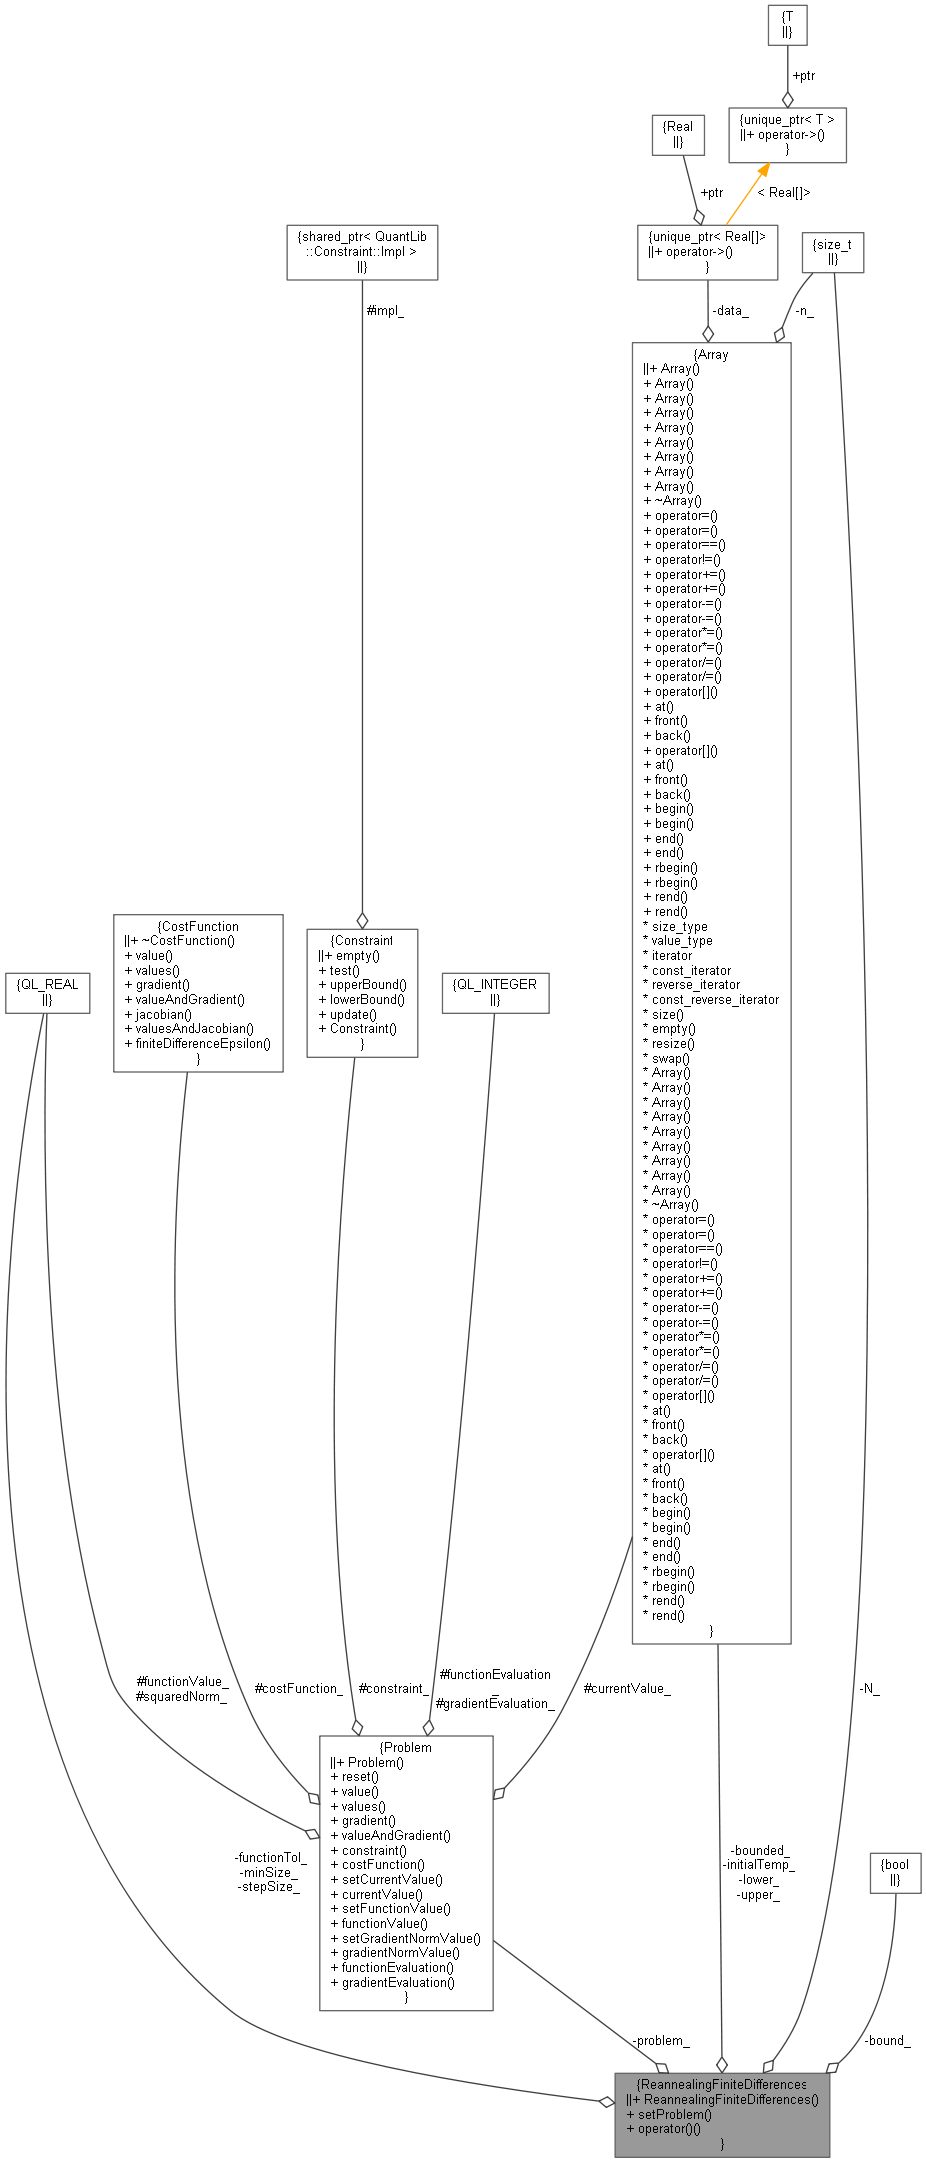 {T
||}
+ptr
{unique_ptr< T >
||+ operator->()
}
{Real
||}
+ptr
< Real[]>
{shared_ptr< QuantLib
::Constraint::Impl >
||}
{unique_ptr< Real[]>
||+ operator->()
}
{size_t
||}
#impl_
-data_
-n_
{Array
||+ Array()
+ Array()
+ Array()
+ Array()
+ Array()
+ Array()
+ Array()
+ Array()
+ Array()
+ ~Array()
+ operator=()
+ operator=()
+ operator==()
+ operator!=()
+ operator+=()
+ operator+=()
+ operator-=()
+ operator-=()
+ operator*=()
+ operator*=()
+ operator/=()
+ operator/=()
+ operator[]()
+ at()
+ front()
+ back()
+ operator[]()
+ at()
+ front()
+ back()
+ begin()
+ begin()
+ end()
+ end()
+ rbegin()
+ rbegin()
+ rend()
+ rend()
* size_type
* value_type
* iterator
* const_iterator
* reverse_iterator
* const_reverse_iterator
* size()
* empty()
* resize()
* swap()
* Array()
* Array()
* Array()
* Array()
* Array()
* Array()
* Array()
* Array()
* Array()
* ~Array()
* operator=()
* operator=()
* operator==()
* operator!=()
* operator+=()
* operator+=()
* operator-=()
* operator-=()
* operator*=()
* operator*=()
* operator/=()
* operator/=()
* operator[]()
* at()
* front()
* back()
* operator[]()
* at()
* front()
* back()
* begin()
* begin()
* end()
* end()
* rbegin()
* rbegin()
* rend()
* rend()
}
{QL_REAL
||}
{CostFunction
||+ ~CostFunction()
+ value()
+ values()
+ gradient()
+ valueAndGradient()
+ jacobian()
+ valuesAndJacobian()
+ finiteDifferenceEpsilon()
}
{Constraint
||+ empty()
+ test()
+ upperBound()
+ lowerBound()
+ update()
+ Constraint()
}
{QL_INTEGER
||}
#functionValue_
#squaredNorm_
#costFunction_
#constraint_
#functionEvaluation
_
#gradientEvaluation_
#currentValue_
-N_
{Problem
||+ Problem()
+ reset()
+ value()
+ values()
+ gradient()
+ valueAndGradient()
+ constraint()
+ costFunction()
+ setCurrentValue()
+ currentValue()
+ setFunctionValue()
+ functionValue()
+ setGradientNormValue()
+ gradientNormValue()
+ functionEvaluation()
+ gradientEvaluation()
}
-functionTol_
-minSize_
-stepSize_
-bounded_
-initialTemp_
-lower_
-upper_
{bool
||}
-problem_
-bound_
{ReannealingFiniteDifferences
||+ ReannealingFiniteDifferences()
+ setProblem()
+ operator()()
}